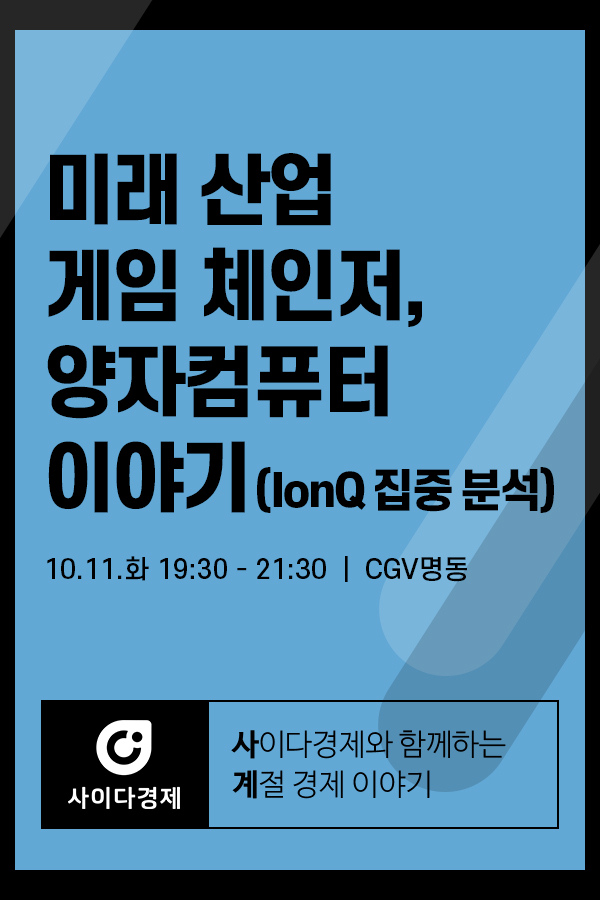 미래 산업
게임 체인저,
양자컴퓨터
이야기 (IonQ 집중 분석)
10.11.화 19:30 - 21:30 | CGV명동
사이다경제
사이다경제와 함께하는
계절 경제 이야기